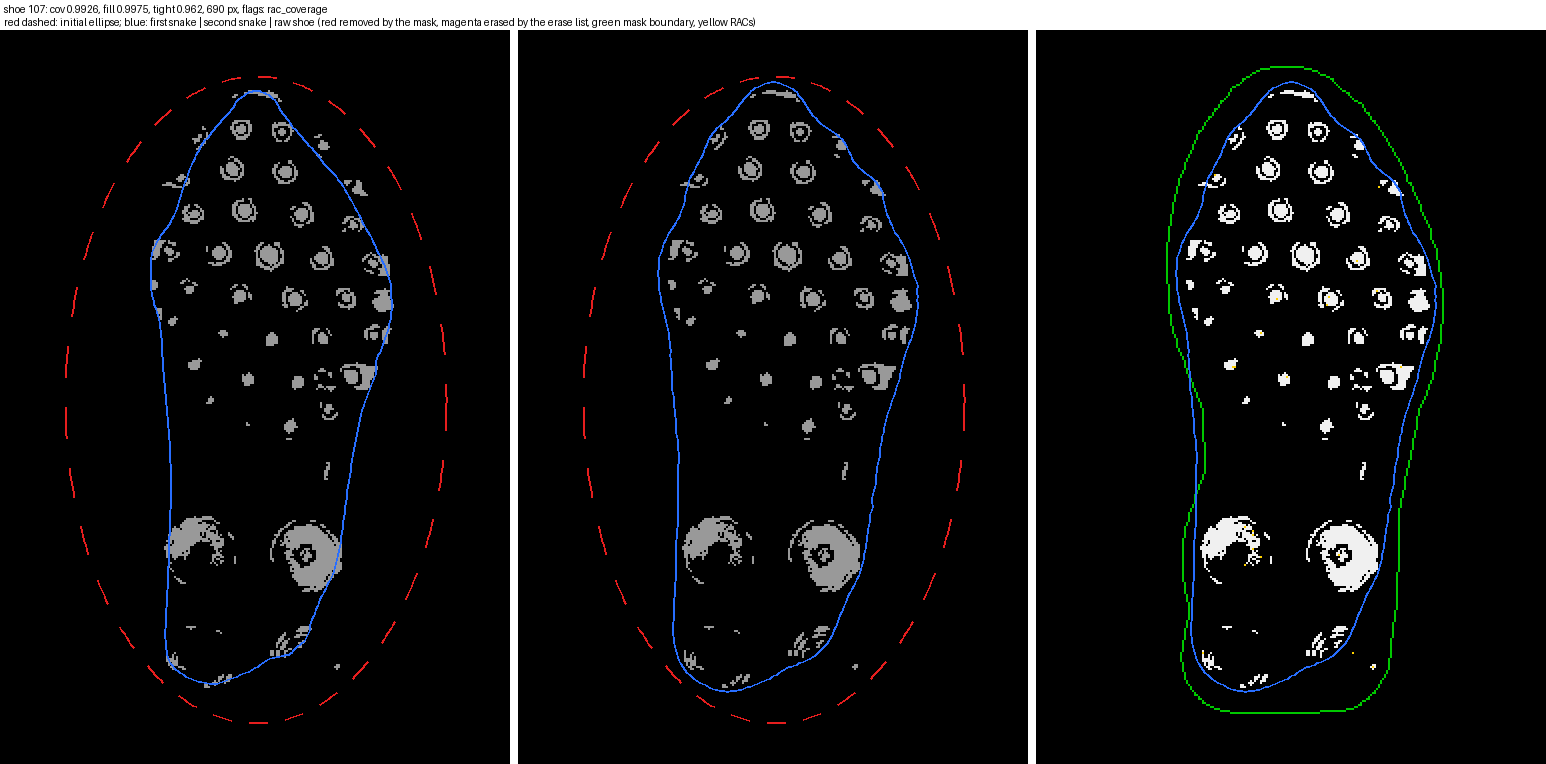 shoe 107: cov 0.9926, fill 0.9975, tight 0.962, 690 px, flags: rac_coverage
red dashed: initial ellipse; blue: first snake | second snake | raw shoe (red removed by the mask, magenta erased by the erase list, green mask boundary, yellow RACs)